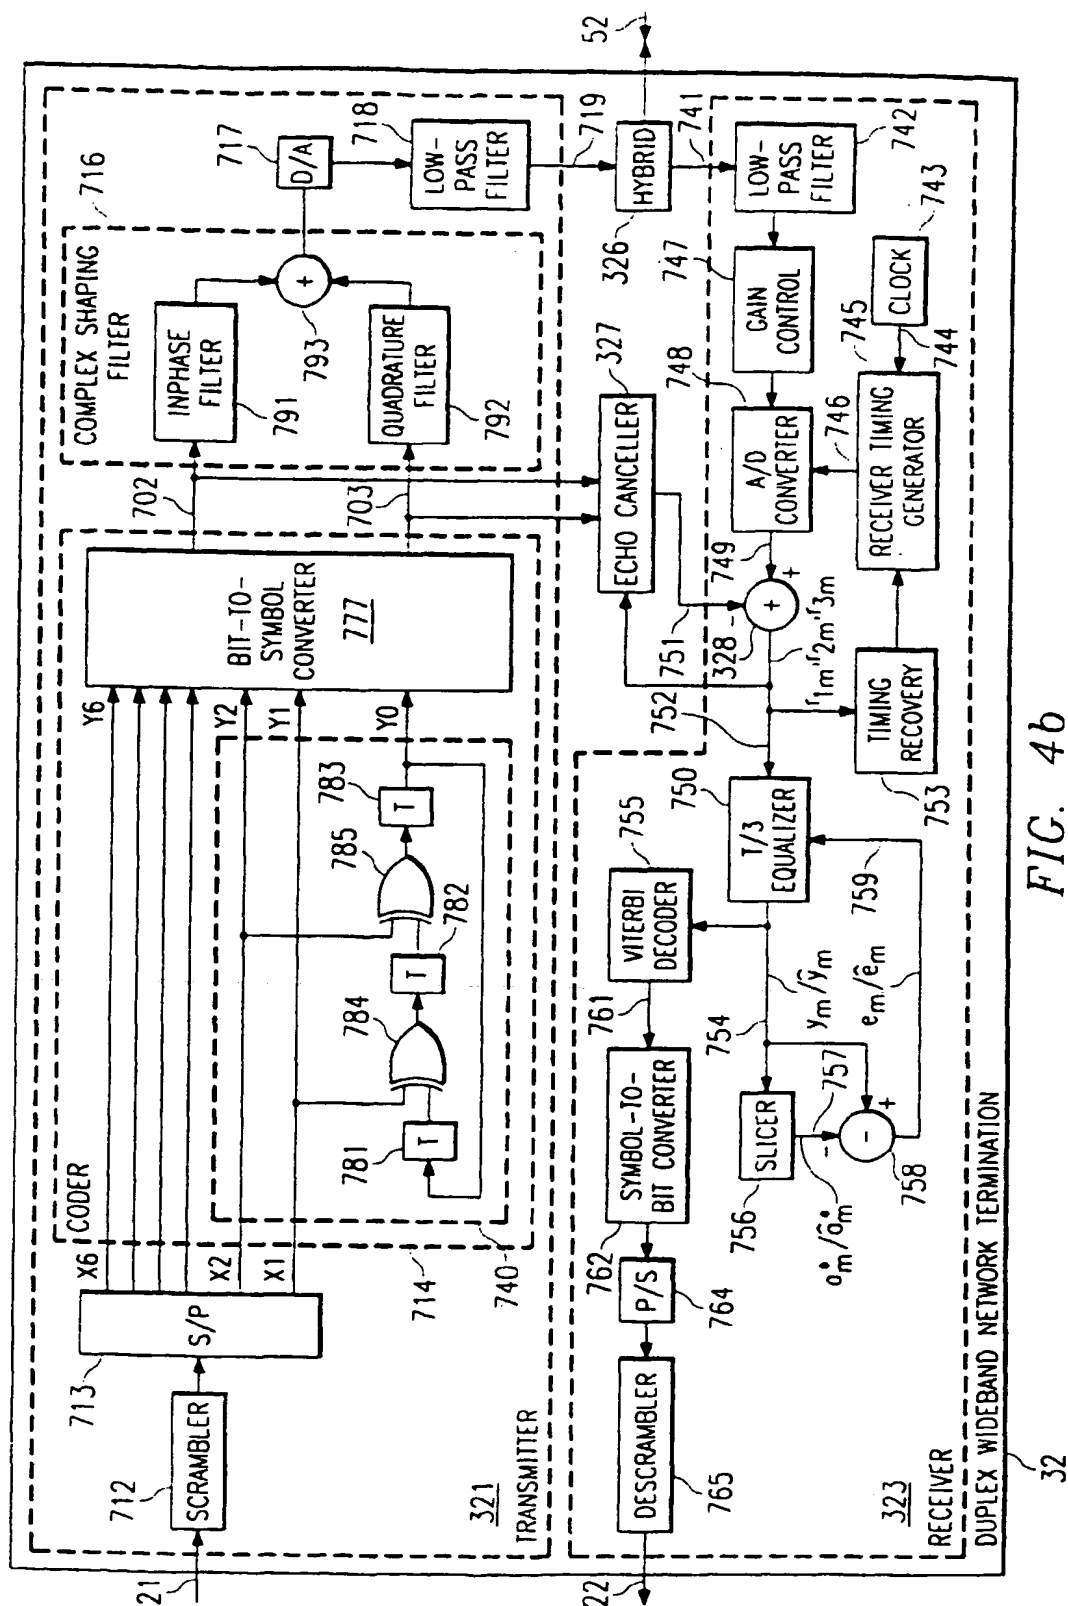 21
SCRAMBLER
712
713
S/P
X6
X2
X1
CODER
714
740
781
T
784
T
782
785
T
783
Y6
Y2
Y1
Y0
BIT-TO-
SYMBOL
CONVERTER
777
702
703
COMPLEX SHAPING
FILTER
716
INPHASE
FILTER
791
793
+
QUADRATURE
FILTER
792
D/A
717
718
LOW-
PASS
FILTER
719
321
TRANSMITTER
HYBRID
326
52
741
ECHO CANCELLER
327
751
LOW-
PASS
FILTER
742
GAIN
CONTROL
747
A/D
CONVERTER
748
749
CLOCK
743
744
745
RECEIVER TIMING
GENERATOR
746
+
+
-
328
r1m,r2m,r3m
752
TIMING
RECOVERY
753
T/3
EQUALIZER
750
759
em/êm
754
ym/ŷm
VITERBI
DECODER
755
761
SLICER
756
757
-
+
-
758
a•m/â•m
SYMBOL-TO-
BIT CONVERTER
762
P/S
764
DESCRAMBLER
765
22
323
RECEIVER
DUPLEX WIDEBAND NETWORK TERMINATION
32
FIG. 4b